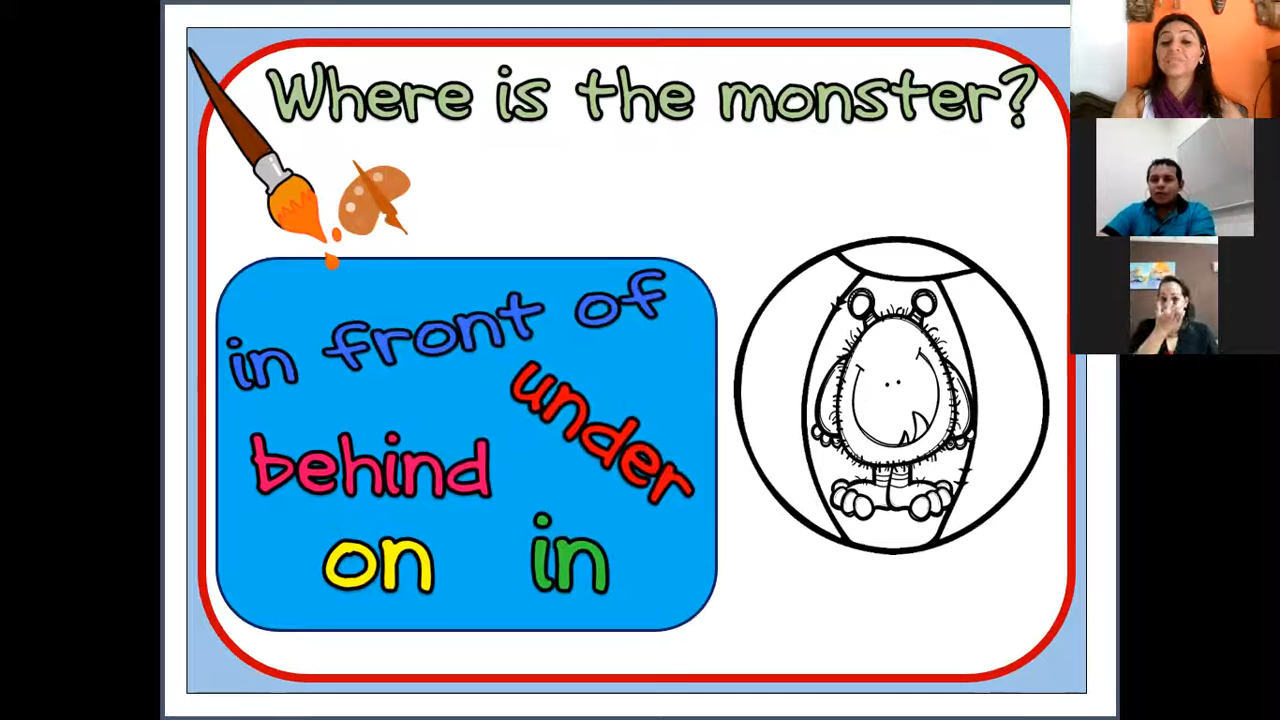 Where is the monster?
in front of
under
behind
on
in